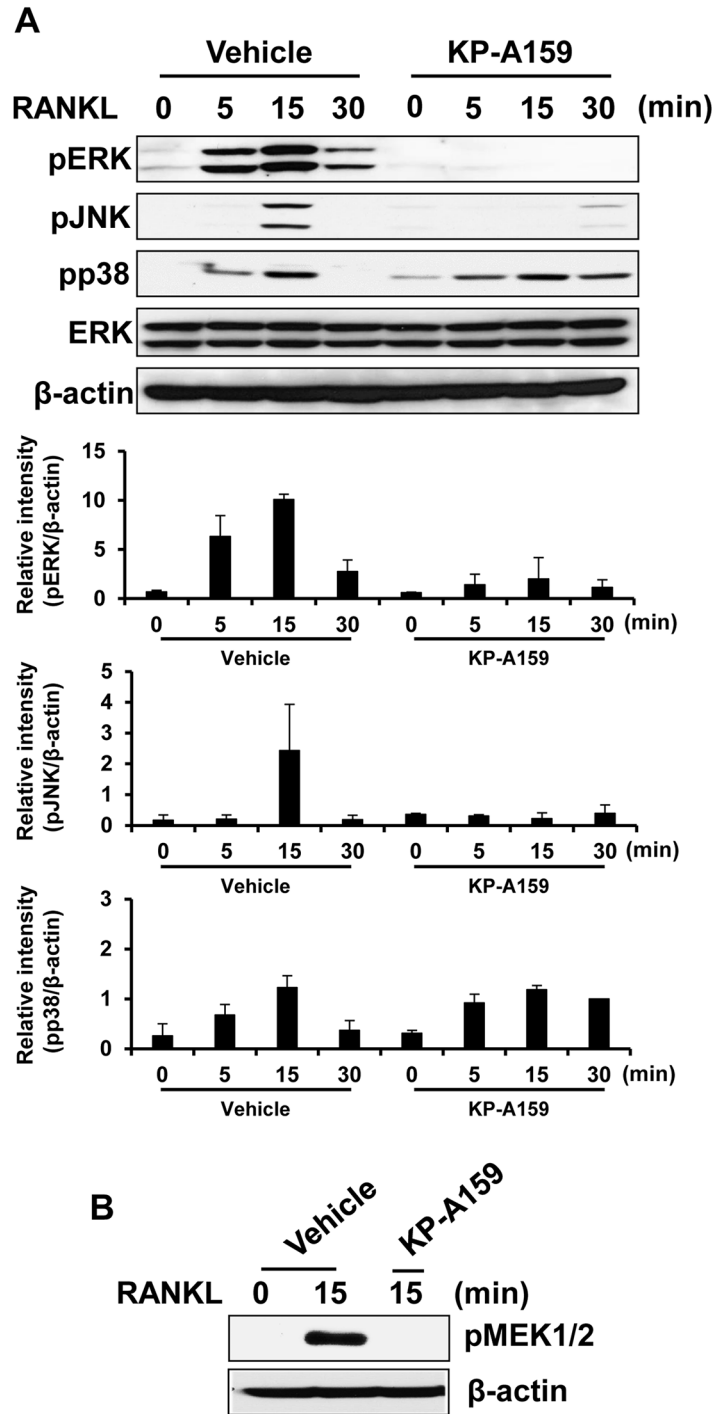 A
Vehicle KP-A159
RANKL 0 5 15 30 0 5 15 30 (min)
pERK
pJNK
pp38
ERK
β-actin
Relative intensity
(pERK/β-actin)
15
10
5
0
0 5 15 30 0 5 15 30 (min)
Vehicle KP-A159
Relative intensity
(pJNK/β-actin)
5
4
3
2
1
0
0 5 15 30 0 5 15 30 (min)
Vehicle KP-A159
Relative intensity
(pp38/β-actin)
3
2
1
0
0 5 15 30 0 5 15 30 (min)
Vehicle KP-A159
B
Vehicle KP-A159
RANKL 0 15 15 (min)
pMEK1/2
β-actin